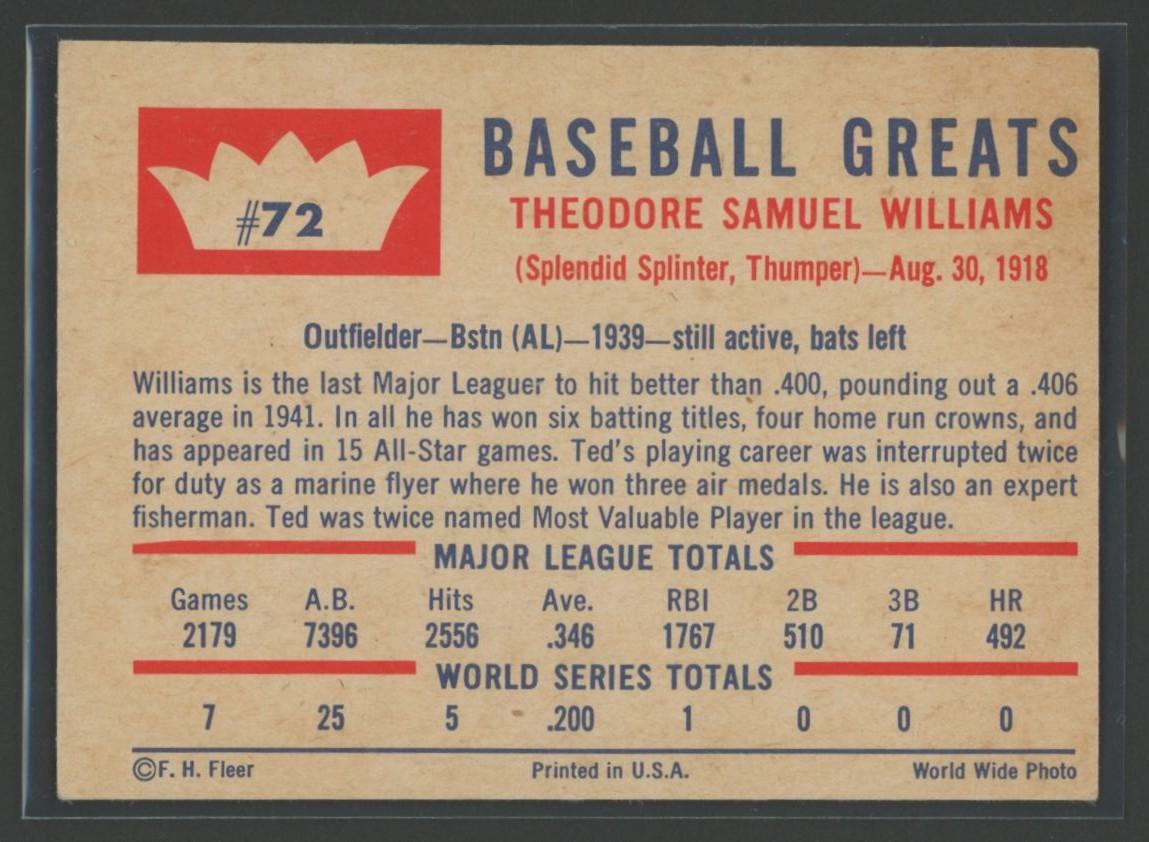 #72
BASEBALL GREATS
THEODORE SAMUEL WILLIAMS
(Splendid Splinter, Thumper)—Aug. 30, 1918
Outfielder—Bstn (AL)—1939—still active, bats left
Williams is the last Major Leaguer to hit better than .400, pounding out a .406
average in 1941. In all he has won six batting titles, four home run crowns, and
has appeared in 15 All-Star games. Ted's playing career was interrupted twice
for duty as a marine flyer where he won three air medals. He is also an expert
fisherman. Ted was twice named Most Valuable Player in the league.
MAJOR LEAGUE TOTALS
Games A.B. Hits Ave. RBI 2B 3B HR
2179 7396 2556 .346 1767 510 71 492
WORLD SERIES TOTALS
7 25 5 .200 1 0 0 0
©F. H. Fleer Printed in U.S.A. World Wide Photo